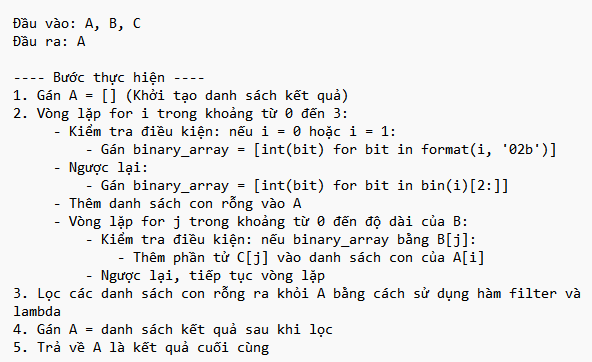 Đầu vào: A, B, C
Đầu ra: A
---- Bước thực hiện ----
1. Gán A = [] (Khởi tạo danh sách kết quả)
2. Vòng lặp for i trong khoảng từ 0 đến 3:
- Kiểm tra điều kiện: nếu i = 0 hoặc i = 1:
- Gán binary_array = [int(bit) for bit in format(i, '02b')]
- Ngược lại:
- Gán binary_array = [int(bit) for bit in bin(i)[2:]]
- Thêm danh sách con rỗng vào A
- Vòng lặp for j trong khoảng từ 0 đến độ dài của B:
- Kiểm tra điều kiện: nếu binary_array bằng B[j]:
- Thêm phần tử C[j] vào danh sách con của A[i]
- Ngược lại, tiếp tục vòng lặp
3. Lọc các danh sách con rỗng ra khỏi A bằng cách sử dụng hàm filter và
lambda
4. Gán A = danh sách kết quả sau khi lọc
5. Trả về A là kết quả cuối cùng